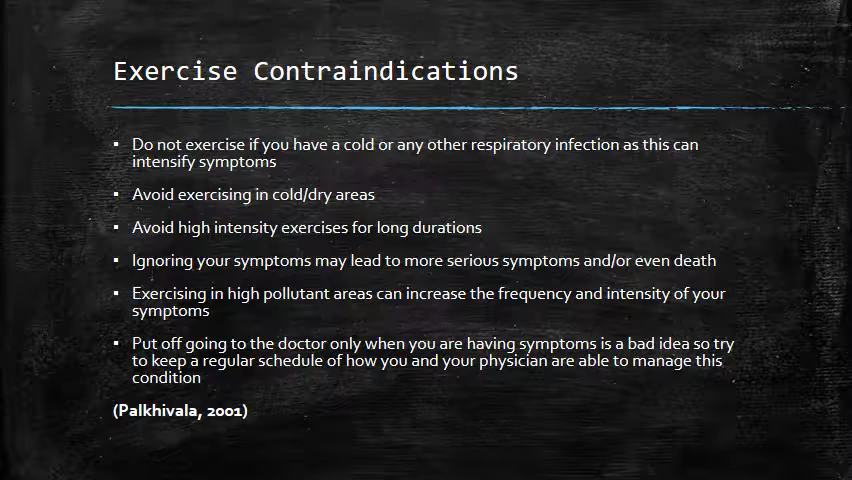 Exercise Contraindications
▪ Do not exercise if you have a cold or any other respiratory infection as this can
intensify symptoms
▪ Avoid exercising in cold/dry areas
▪ Avoid high intensity exercises for long durations
▪ Ignoring your symptoms may lead to more serious symptoms and/or even death
▪ Exercising in high pollutant areas can increase the frequency and intensity of your
symptoms
▪ Put off going to the doctor only when you are having symptoms is a bad idea so try
to keep a regular schedule of how you and your physician are able to manage this
condition
(Palkhivala, 2001)